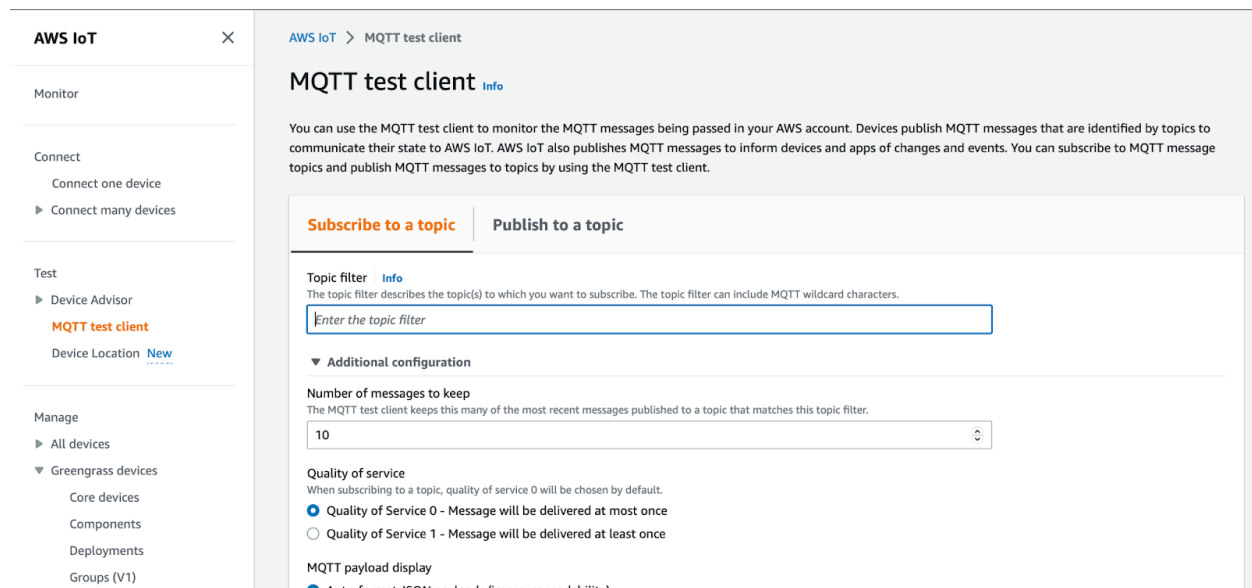 AWS IoT
Monitor
Connect
Connect one device
Connect many devices
Test
Device Advisor
MQTT test client
Device Location New
Manage
All devices
Greengrass devices
Core devices
Components
Deployments
Groups (V1)
AWS IoT > MQTT test client
MQTT test client Info
You can use the MQTT test client to monitor the MQTT messages being passed in your AWS account. Devices publish MQTT messages that are identified by topics to
communicate their state to AWS IoT. AWS IoT also publishes MQTT messages to inform devices and apps of changes and events. You can subscribe to MQTT message
topics and publish MQTT messages to topics by using the MQTT test client.
Subscribe to a topic Publish to a topic
Topic filter Info
The topic filter describes the topic(s) to which you want to subscribe. The topic filter can include MQTT wildcard characters.
Enter the topic filter
Additional configuration
Number of messages to keep
The MQTT test client keeps this many of the most recent messages published to a topic that matches this topic filter.
10
Quality of service
When subscribing to a topic, quality of service 0 will be chosen by default.
Quality of Service 0 - Message will be delivered at most once
Quality of Service 1 - Message will be delivered at least once
MQTT payload display